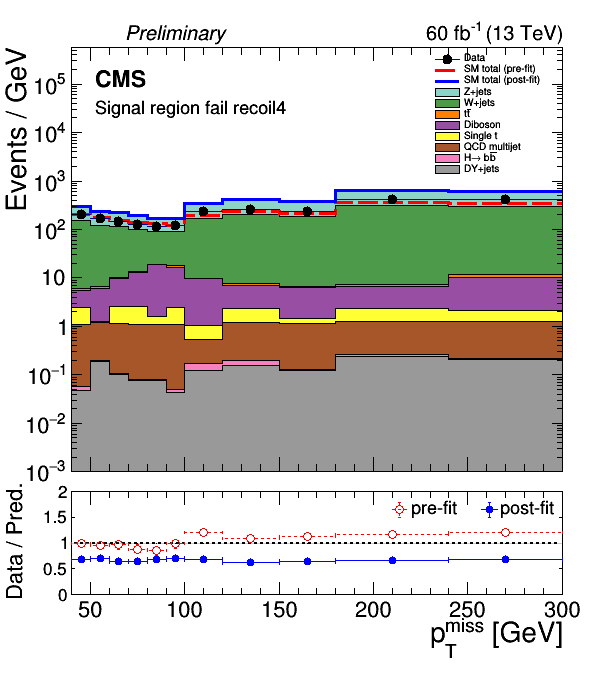 Preliminary
60 fb⁻¹ (13 TeV)
Events / GeV
CMS
Signal region fail recoil4
Data
SM total (pre-fit)
SM total (post-fit)
Z+jets
W+jets
tt̅
Diboson
Single t
QCD multijet
H→ bb̅
DY+jets
10⁵
10⁴
10³
10²
10
1
10⁻¹
10⁻²
10⁻³
Data / Pred.
pre-fit
post-fit
2
1.5
1
0.5
0
50 100 150 200 250 300
p_T^miss [GeV]